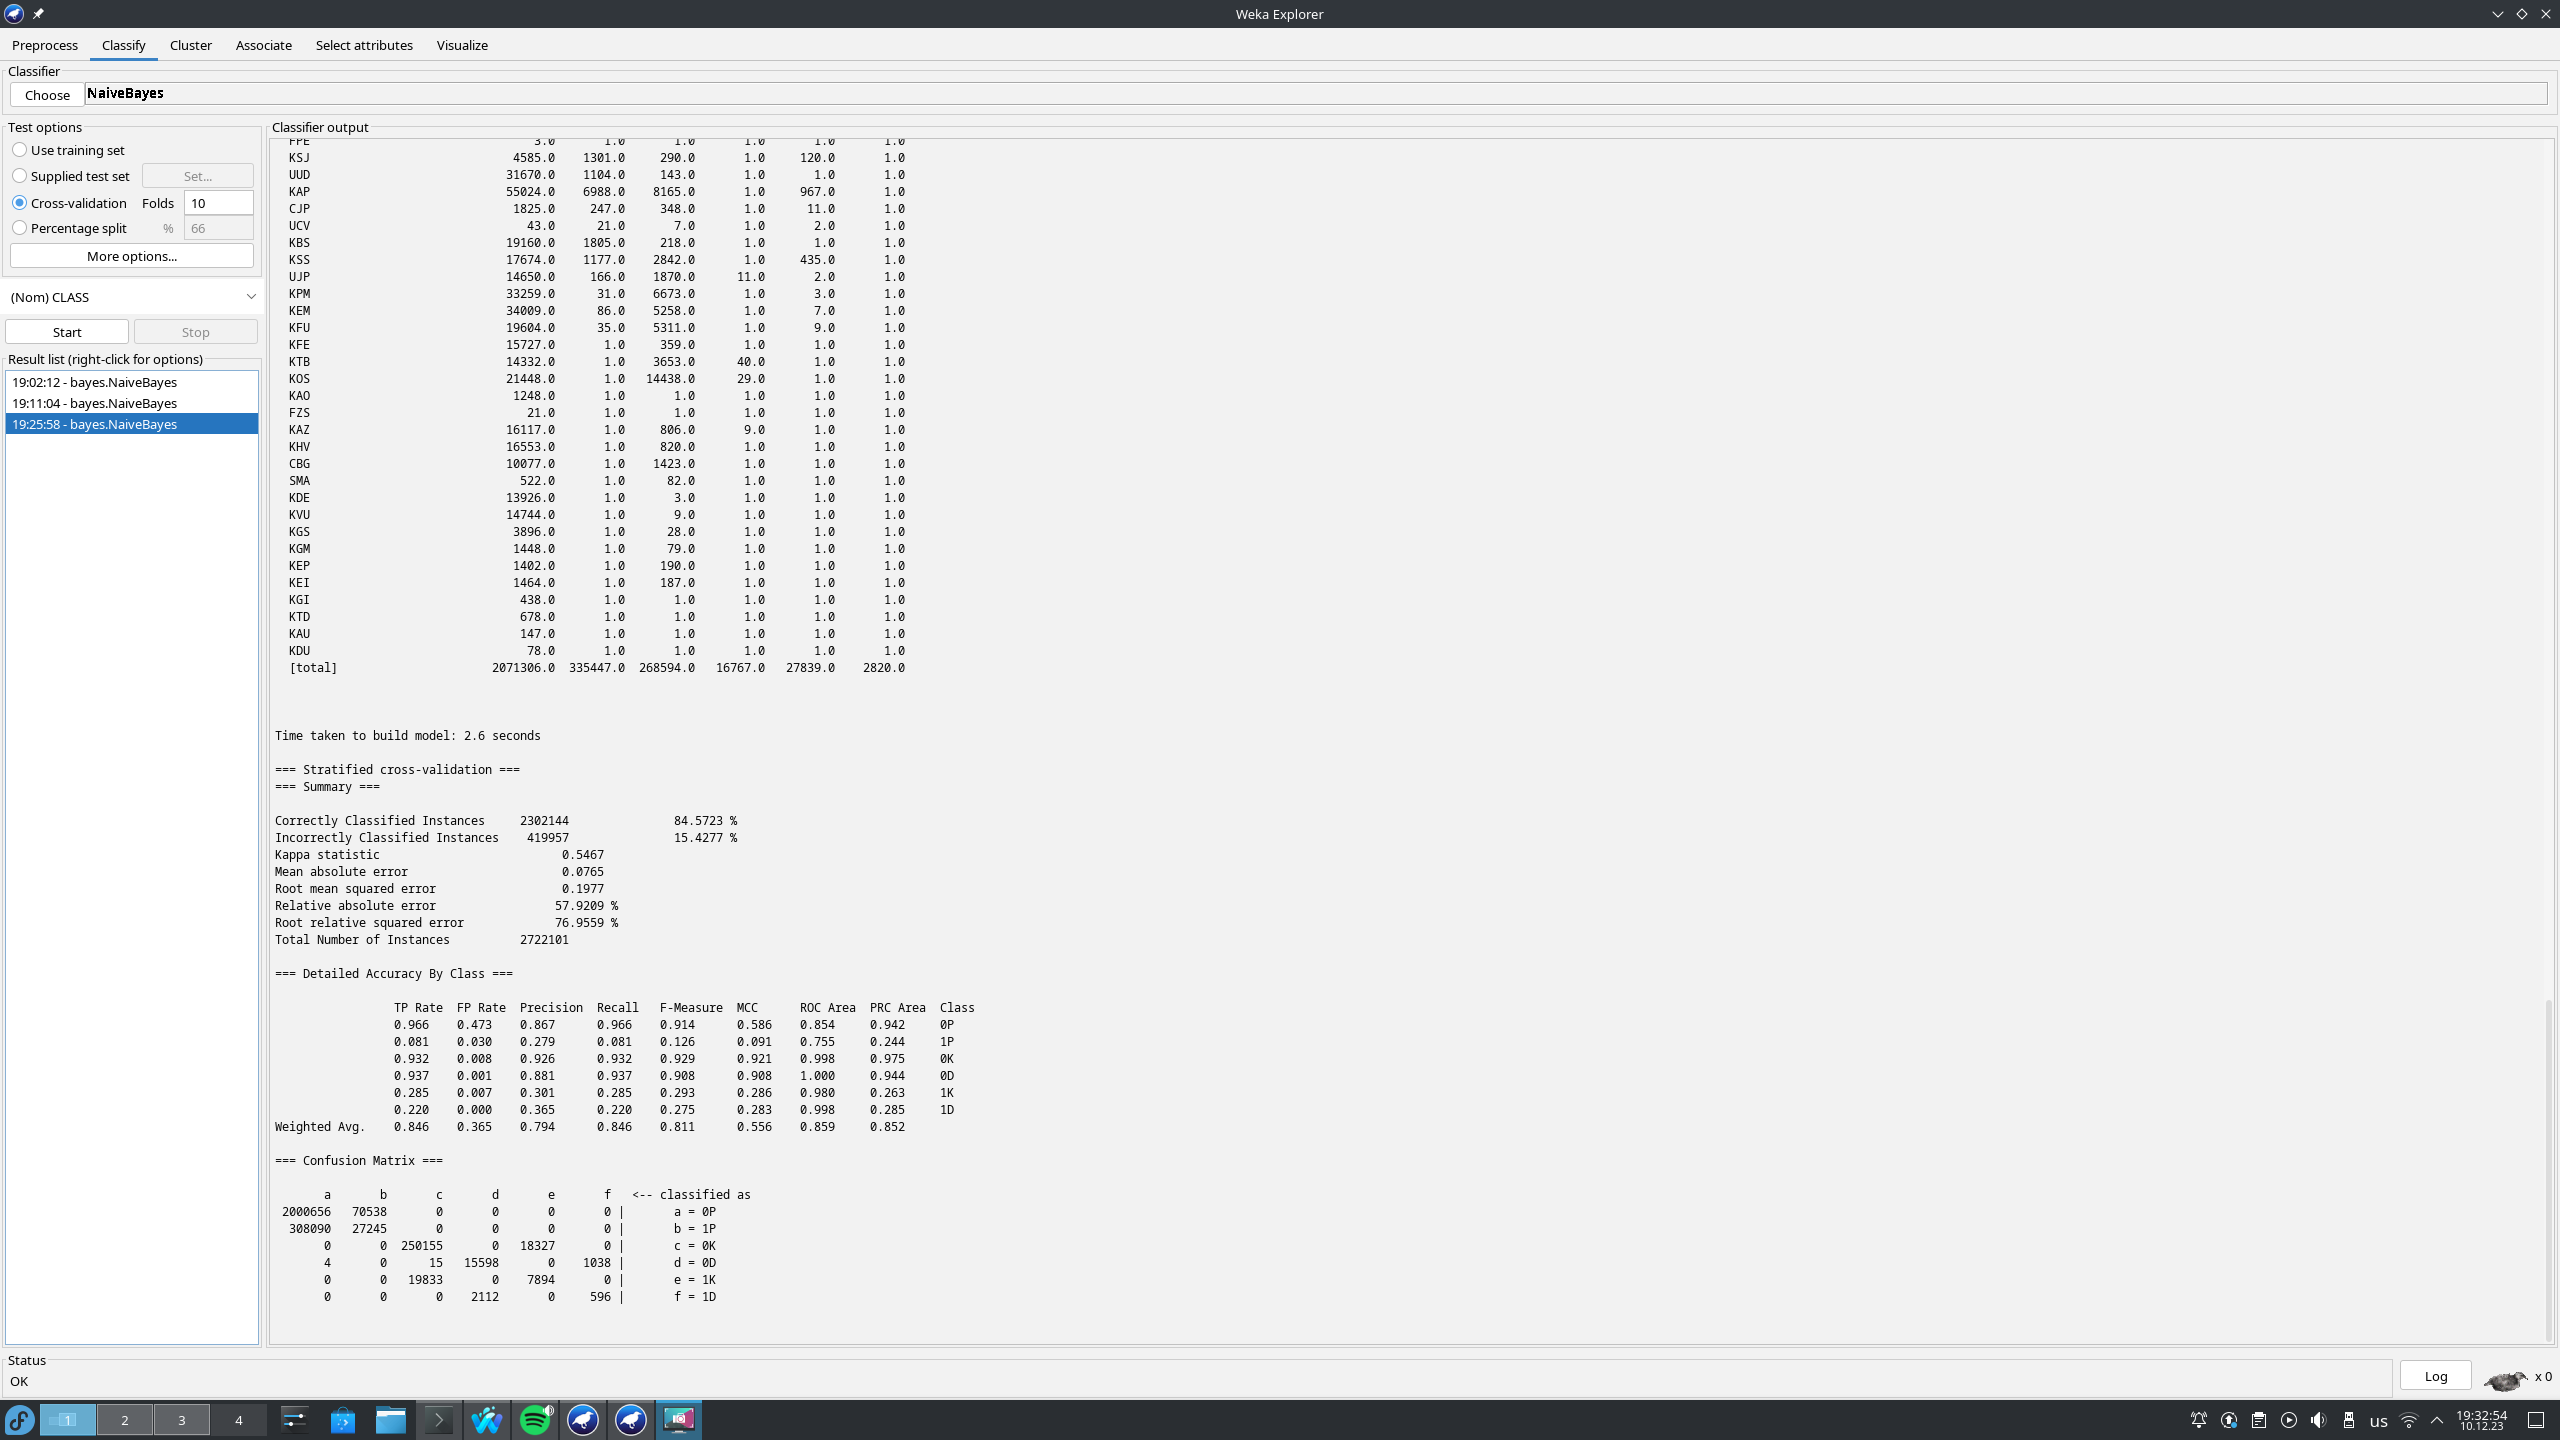 Weka Explorer
Preprocess Classify Cluster Associate Select attributes Visualize
Classifier
Choose NaiveBayes
Test options
Use training set
Supplied test set Set...
Cross-validation Folds 10
Percentage split % 66
More options...
(Nom) CLASS
Start Stop
Result list (right-click for options)
19:02:12 - bayes.NaiveBayes
19:11:04 - bayes.NaiveBayes
19:25:58 - bayes.NaiveBayes
Classifier output
FPE 3.0 1.0 1.0 1.0 1.0 1.0
KSJ 4585.0 1301.0 290.0 1.0 120.0 1.0
UUD 31670.0 1104.0 143.0 1.0 1.0 1.0
KAP 55024.0 6988.0 8165.0 1.0 967.0 1.0
CJP 1825.0 247.0 348.0 1.0 11.0 1.0
UCV 43.0 21.0 7.0 1.0 2.0 1.0
KBS 19160.0 1805.0 218.0 1.0 1.0 1.0
KSS 17674.0 1177.0 2842.0 1.0 435.0 1.0
UJP 14650.0 166.0 1870.0 11.0 2.0 1.0
KPM 33259.0 31.0 6673.0 1.0 3.0 1.0
KEM 34009.0 86.0 5258.0 1.0 7.0 1.0
KFU 19604.0 35.0 5311.0 1.0 9.0 1.0
KFE 15727.0 1.0 359.0 1.0 1.0 1.0
KTB 14332.0 1.0 3653.0 40.0 1.0 1.0
KOS 21448.0 1.0 14438.0 29.0 1.0 1.0
KAO 1248.0 1.0 1.0 1.0 1.0 1.0
FZS 21.0 1.0 1.0 1.0 1.0 1.0
KAZ 16117.0 1.0 806.0 9.0 1.0 1.0
KHV 16553.0 1.0 820.0 1.0 1.0 1.0
CBG 10077.0 1.0 1423.0 1.0 1.0 1.0
SMA 522.0 1.0 82.0 1.0 1.0 1.0
KDE 13926.0 1.0 3.0 1.0 1.0 1.0
KVU 14744.0 1.0 9.0 1.0 1.0 1.0
KGS 3896.0 1.0 28.0 1.0 1.0 1.0
KGM 1448.0 1.0 79.0 1.0 1.0 1.0
KEP 1402.0 1.0 190.0 1.0 1.0 1.0
KEI 1464.0 1.0 187.0 1.0 1.0 1.0
KGI 438.0 1.0 1.0 1.0 1.0 1.0
KTD 678.0 1.0 1.0 1.0 1.0 1.0
KAU 147.0 1.0 1.0 1.0 1.0 1.0
KDU 78.0 1.0 1.0 1.0 1.0 1.0
[total] 2071306.0 335447.0 268594.0 16767.0 27839.0 2820.0
Time taken to build model: 2.6 seconds
=== Stratified cross-validation ===
=== Summary ===
Correctly Classified Instances 2302144 84.5723 %
Incorrectly Classified Instances 419957 15.4277 %
Kappa statistic 0.5467
Mean absolute error 0.0765
Root mean squared error 0.1977
Relative absolute error 57.9209 %
Root relative squared error 76.9559 %
Total Number of Instances 2722101
=== Detailed Accuracy By Class ===
TP Rate FP Rate Precision Recall F-Measure MCC ROC Area PRC Area Class
0.966 0.473 0.867 0.966 0.914 0.586 0.854 0.942 0P
0.081 0.030 0.279 0.081 0.126 0.091 0.755 0.244 1P
0.932 0.008 0.926 0.932 0.929 0.921 0.998 0.975 0K
0.937 0.001 0.881 0.937 0.908 0.908 1.000 0.944 0D
0.285 0.007 0.301 0.285 0.293 0.286 0.980 0.263 1K
0.220 0.000 0.365 0.220 0.275 0.283 0.998 0.285 1D
Weighted Avg. 0.846 0.365 0.794 0.846 0.811 0.556 0.859 0.852
=== Confusion Matrix ===
a b c d e f <-- classified as
2000656 70538 0 0 0 0 | a = 0P
308090 27245 0 0 0 0 | b = 1P
0 0 250155 0 18327 0 | c = 0K
4 0 15 15598 0 1038 | d = 0D
0 0 19833 0 7894 0 | e = 1K
0 0 0 2112 0 596 | f = 1D
Status
OK
Log x 0
1 2 3 4
us
19:32:54
10.12.23